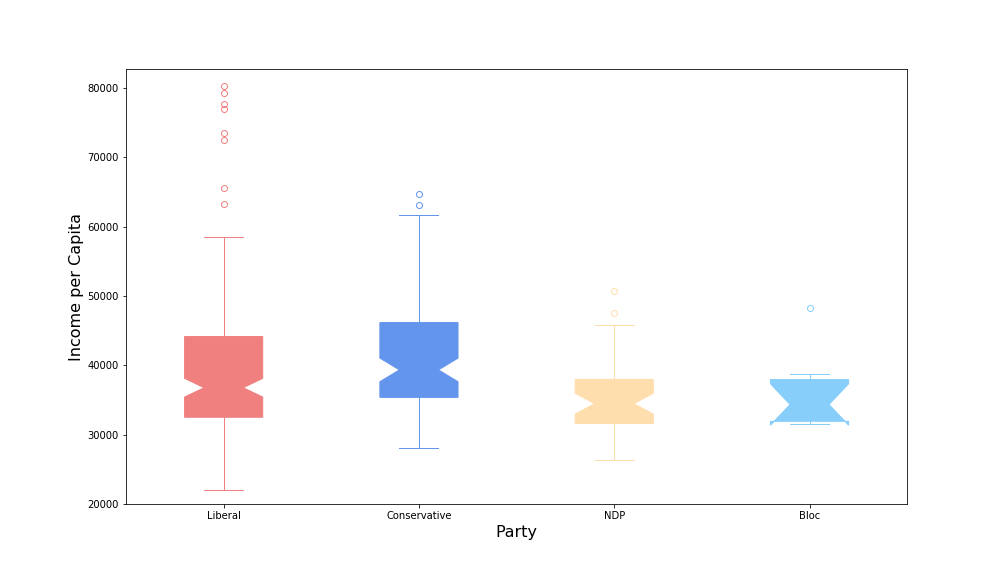 80000
70000
60000
50000
40000
30000
20000
Income per Capita
Liberal
Conservative
NDP
Bloc
Party